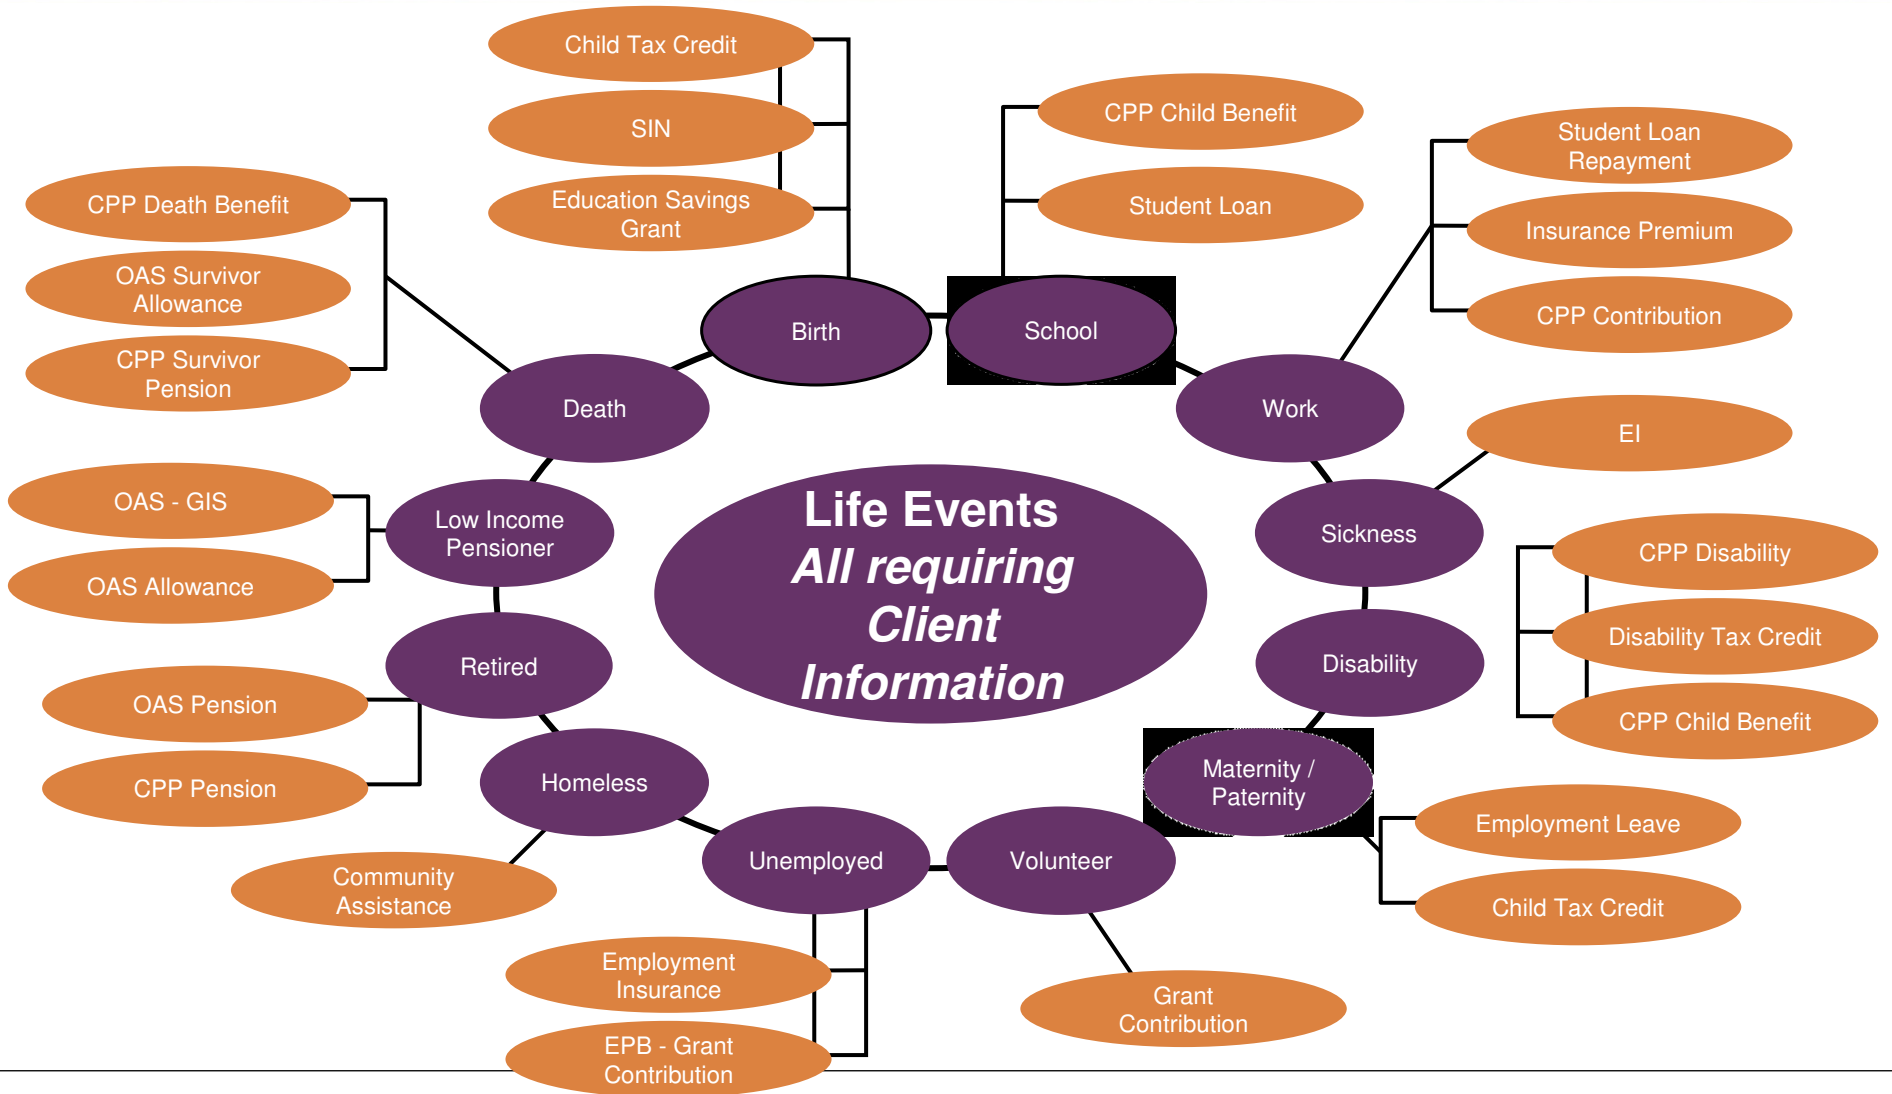 Child Tax Credit
SIN
Education Savings
Grant
CPP Child Benefit
Student Loan
Student Loan
Repayment
Insurance Premium
CPP Contribution
CPP Death Benefit
OAS Survivor
Allowance
CPP Survivor
Pension
Birth
School
Death
Work
EI
OAS - GIS
OAS Allowance
Low Income
Pensioner
Life Events
All requiring
Client
Information
Sickness
CPP Disability
Disability Tax Credit
CPP Child Benefit
Retired
Disability
OAS Pension
CPP Pension
Homeless
Maternity /
Paternity
Employment Leave
Child Tax Credit
Community
Assistance
Unemployed
Volunteer
Employment
Insurance
EPB - Grant
Contribution
Grant
Contribution